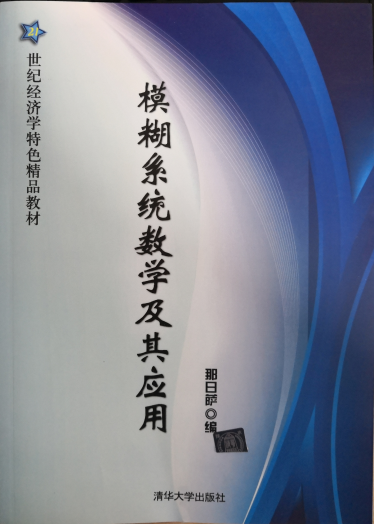 21
世纪经济学特色精品教材
模糊系统数学及其应用
那日萨◎编
清华大学出版社